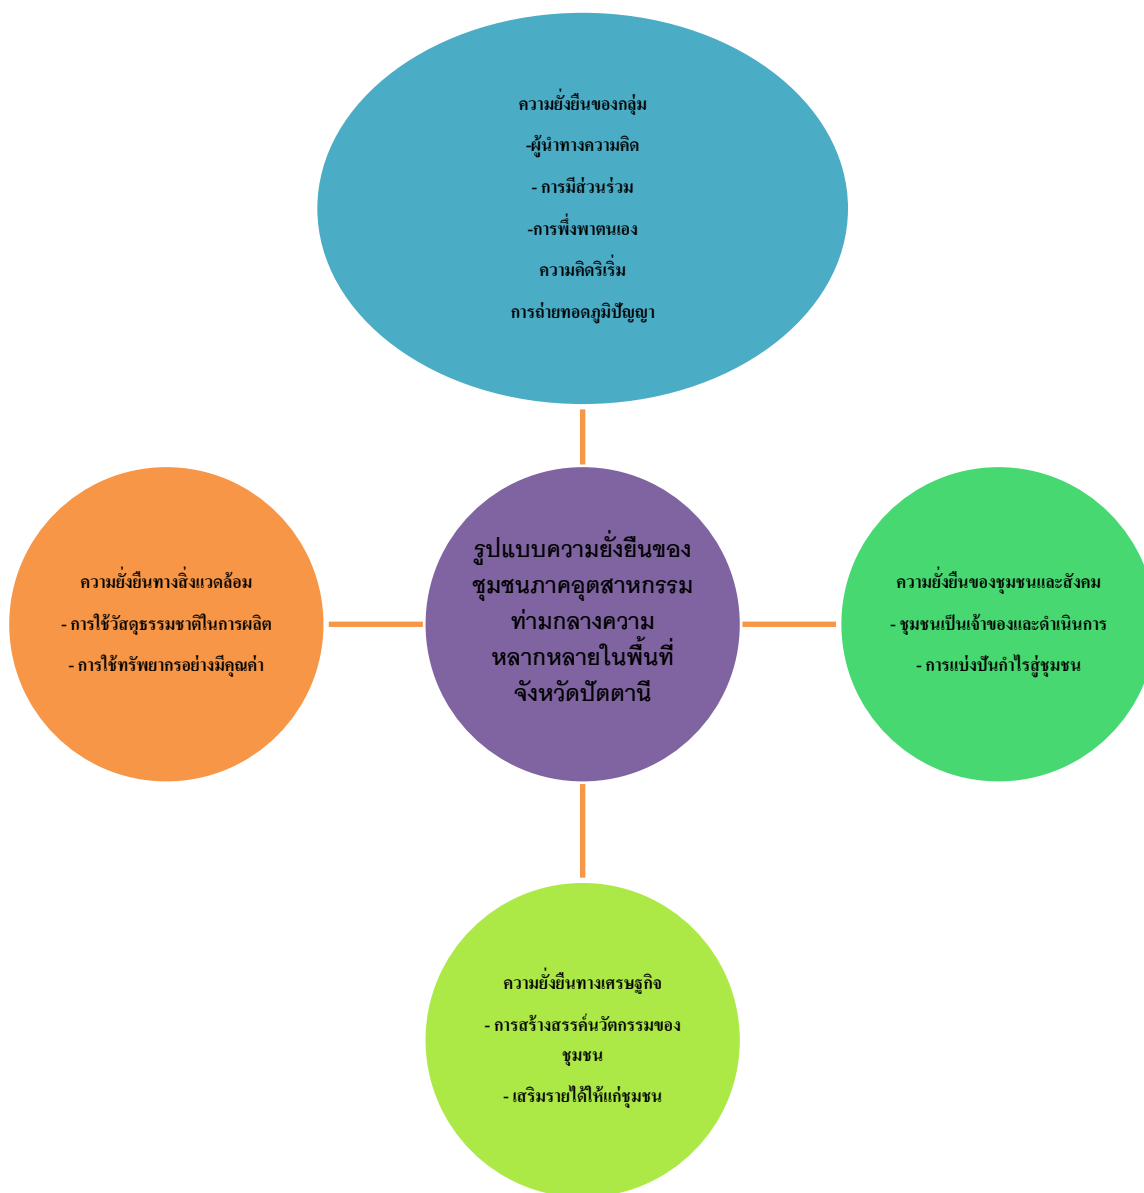 ความยั่งยืนของกลุ่ม
-ผู้นำทางความคิด
- การมีส่วนร่วม
-การพึ่งพาตนเอง
ความคิดริเริ่ม
การถ่ายทอดภูมิปัญญา
ความยั่งยืนทางสิ่งแวดล้อม
- การใช้วัสดุธรรมชาติในการผลิต
- การใช้ทรัพยากรอย่างมีคุณค่า
รูปแบบความยั่งยืนของ
ชุมชนภาคอุตสาหกรรม
ท่ามกลางความ
หลากหลายในพื้นที่
จังหวัดปัตตานี
ความยั่งยืนของชุมชนและสังคม
- ชุมชนเป็นเจ้าของและดำเนินการ
- การแบ่งปันกำไรสู่ชุมชน
ความยั่งยืนทางเศรษฐกิจ
- การสร้างสรรค์นวัตกรรมของ
ชุมชน
- เสริมรายได้ให้แก่ชุมชน